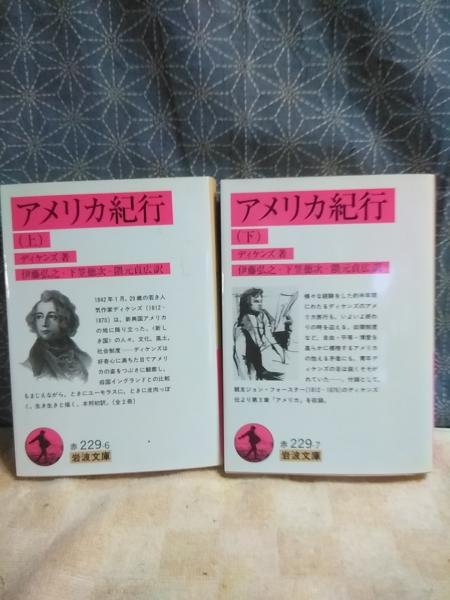 アメリカ紀行
(上)
ディケンズ 著
伊藤弘之・下笠徳次・隈元貞広 訳
1842年1月,29歳の若き人
気作家ディケンズ(1812-
1870)は,新興国アメリカ
の地に降り立った.《新し
き国》の人々,文化,風土,
社会制度――ディケンズは
好奇心に満ちた目でアメリ
カの姿をつぶさに観察し,
自国イングランドとの比較
もまじえながら,ときにユーモラスに,ときに皮肉っぽ
く,生き生きと描く.本邦初訳.(全2冊)
赤229-6
岩波文庫
アメリカ紀行
(下)
ディケンズ 著
伊藤弘之・下笠徳次・隈元貞広 訳
様々な経験をした約半年間
にわたるディケンズのアメ
リカ旅行も,いよいよ終わ
りの時を迎える.奴隷制度
など,自由・平等・博愛を
高らかに標榜するアメリカ
の抱える矛盾にも,青年デ
ィケンズの目は鋭くそそ
がれていた――.付録として,
親友ジョン・フォースター(1812-1876)のディケンズ
伝より第3章「アメリカ」を収録.
赤229-7
岩波文庫